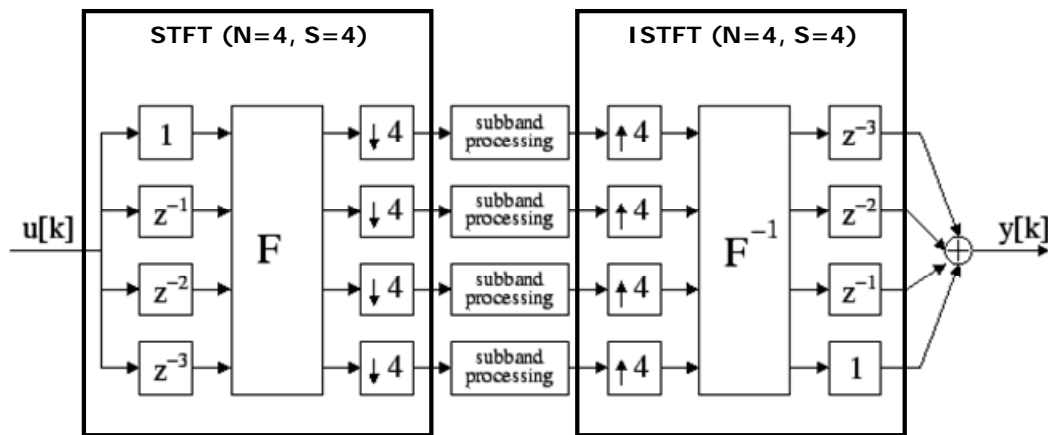 STFT (N=4, S=4)
ISTFT (N=4, S=4)
u[k]
1
z⁻¹
z⁻²
z⁻³
F
↓4
↓4
↓4
↓4
subband
processing
subband
processing
subband
processing
subband
processing
↑4
↑4
↑4
↑4
F⁻¹
z⁻³
z⁻²
z⁻¹
1
+
y[k]